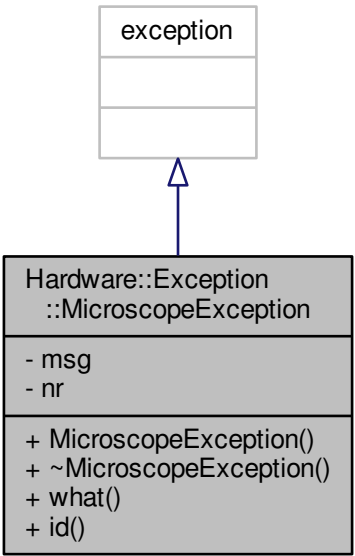 exception
Hardware::Exception
::MicroscopeException
- msg
- nr
+ MicroscopeException()
+ ~MicroscopeException()
+ what()
+ id()